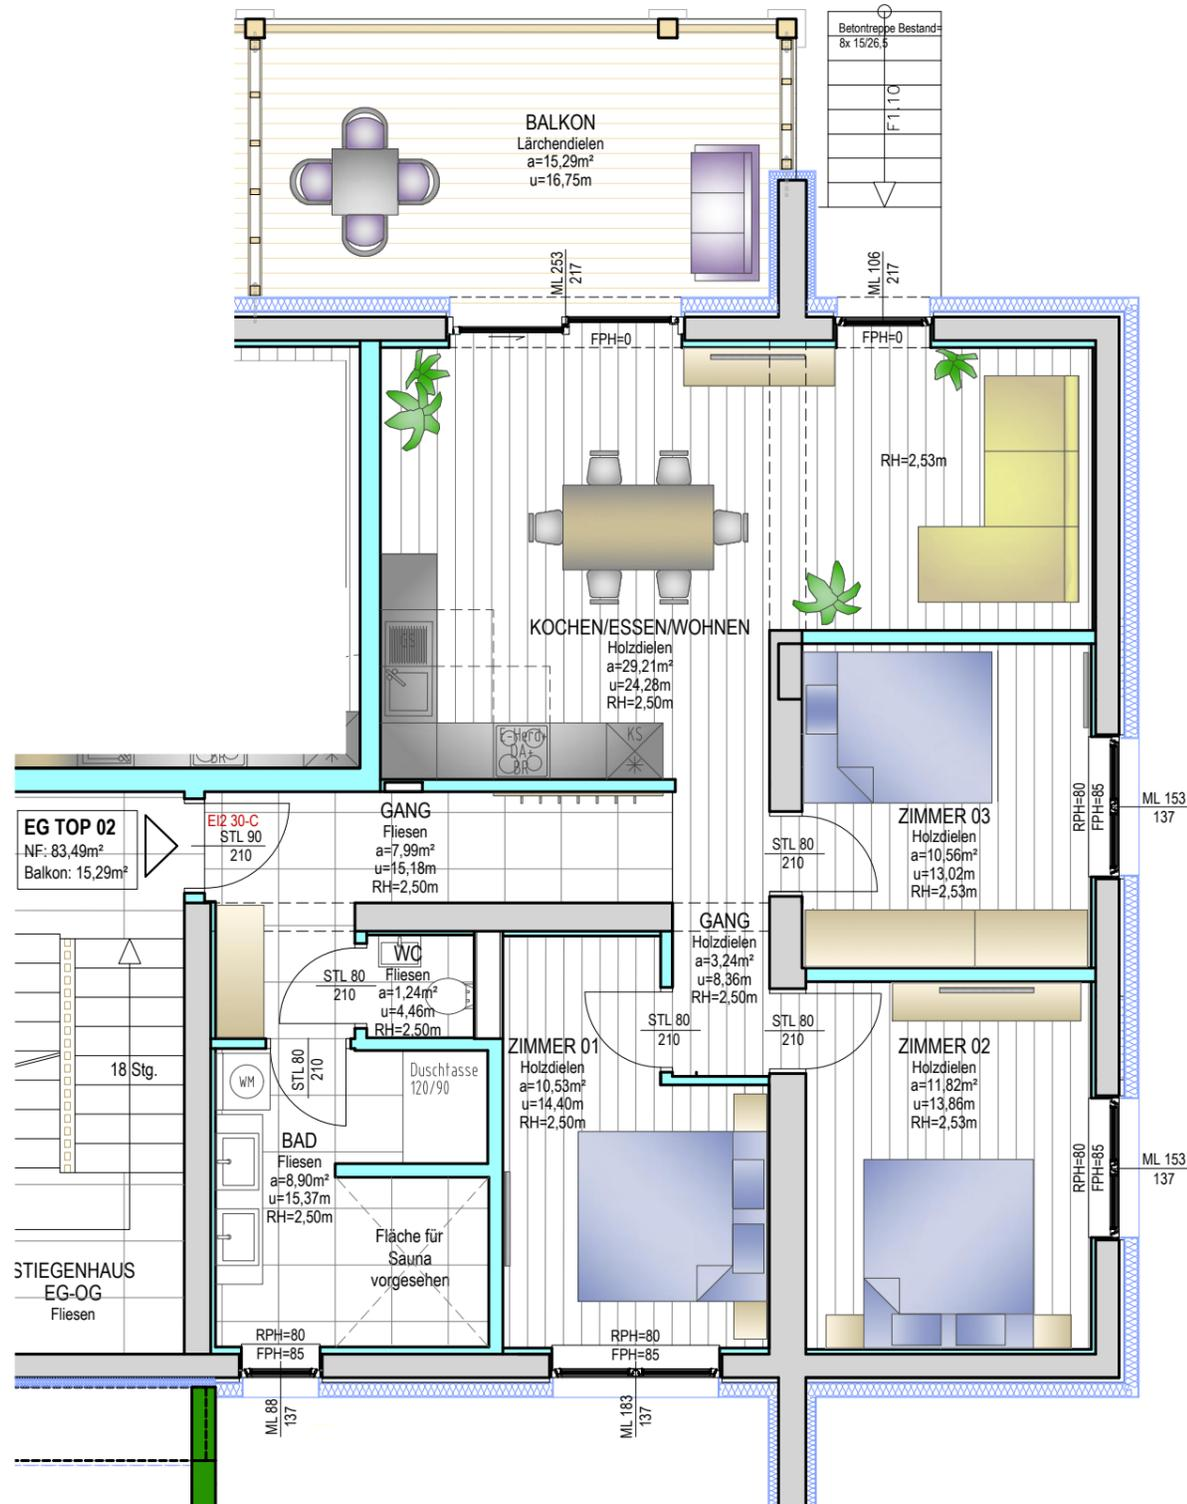 Betontreppe Bestand=
8x 15/26,5
F1.10
BALKON
Lärchendielen
a=15,29m²
u=16,75m
ML 253
217
ML 106
217
FPH=0
FPH=0
RH=2,53m
KOCHEN/ESSEN/WOHNEN
Holzdielen
a=29,21m²
u=24,28m
RH=2,50m
GS
E-Herd+
DA+
BR
KS
BR
EG TOP 02
NF: 83,49m²
Balkon: 15,29m²
EI2 30-C
STL 90
210
GANG
Fliesen
a=7,99m²
u=15,18m
RH=2,50m
STL 80
210
ZIMMER 03
Holzdielen
a=10,56m²
u=13,02m
RH=2,53m
RPH=80
FPH=85
ML 153
137
GANG
Holzdielen
a=3,24m²
u=8,36m
RH=2,50m
WC
Fliesen
a=1,24m²
u=4,46m
RH=2,50m
STL 80
210
STL 80
210
STL 80
210
STL 80
210
ZIMMER 01
Holzdielen
a=10,53m²
u=14,40m
RH=2,50m
ZIMMER 02
Holzdielen
a=11,82m²
u=13,86m
RH=2,53m
18 Stg.
WM
Duschtasse
120/90
BAD
Fliesen
a=8,90m²
u=15,37m
RH=2,50m
RPH=80
FPH=85
ML 153
137
Fläche für
Sauna
vorgesehen
STIEGENHAUS
EG-OG
Fliesen
RPH=80
FPH=85
RPH=80
FPH=85
ML 88
137
ML 183
137